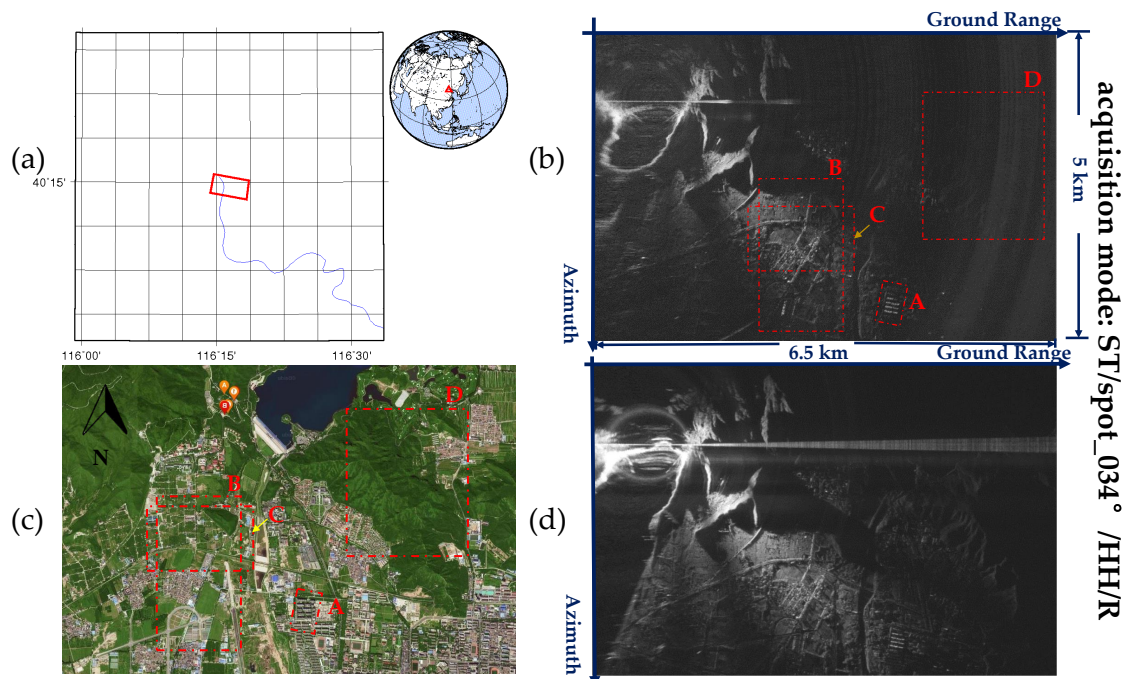 (a)
40°15'
116°00'
116°15'
116°30'
(b)
Ground Range
D
B
C
A
Azimuth
5 km
6.5 km
(c)
A
B
N
D
B
C
A
(d)
Ground Range
Azimuth
acquisition mode: ST/spot_034° /HH/R